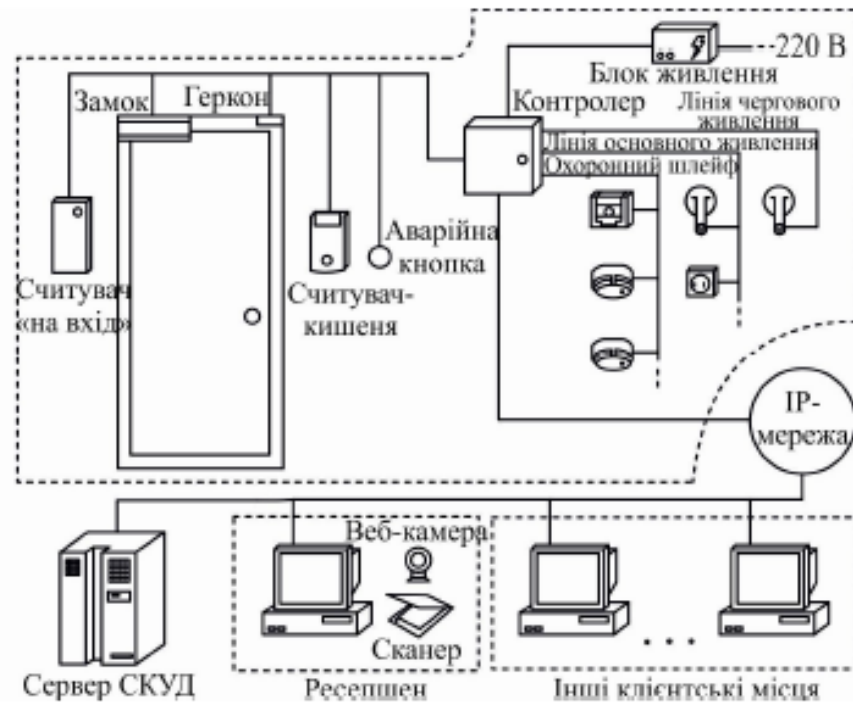 220 В
Блок живлення
Замок
Геркон
Контролер
Лінія чергового
живлення
Лінія основного живлення
Охоронний шлейф
Аварійна
кнопка
Считувач
«на вхід»
Считувач-
кишеня
IP-
мережа
Веб-камера
Сканер
Сервер СКУД
Ресепшен
Інші клієнтські місця